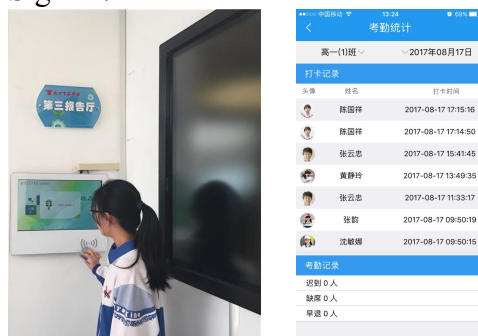 第三报告厅
中国移动 13:24 69%
考勤统计
高一(1)班 2017年08月17日
打卡记录
头像 姓名 打卡时间
陈国祥 2017-08-17 17:15:16
陈国祥 2017-08-17 17:14:50
张云忠 2017-08-17 15:41:45
黄静玲 2017-08-17 13:49:35
张云忠 2017-08-17 11:33:17
张韵 2017-08-17 09:50:19
沈敏娜 2017-08-17 09:50:15
考勤记录
迟到 0 人
缺席 0 人
早退 0 人